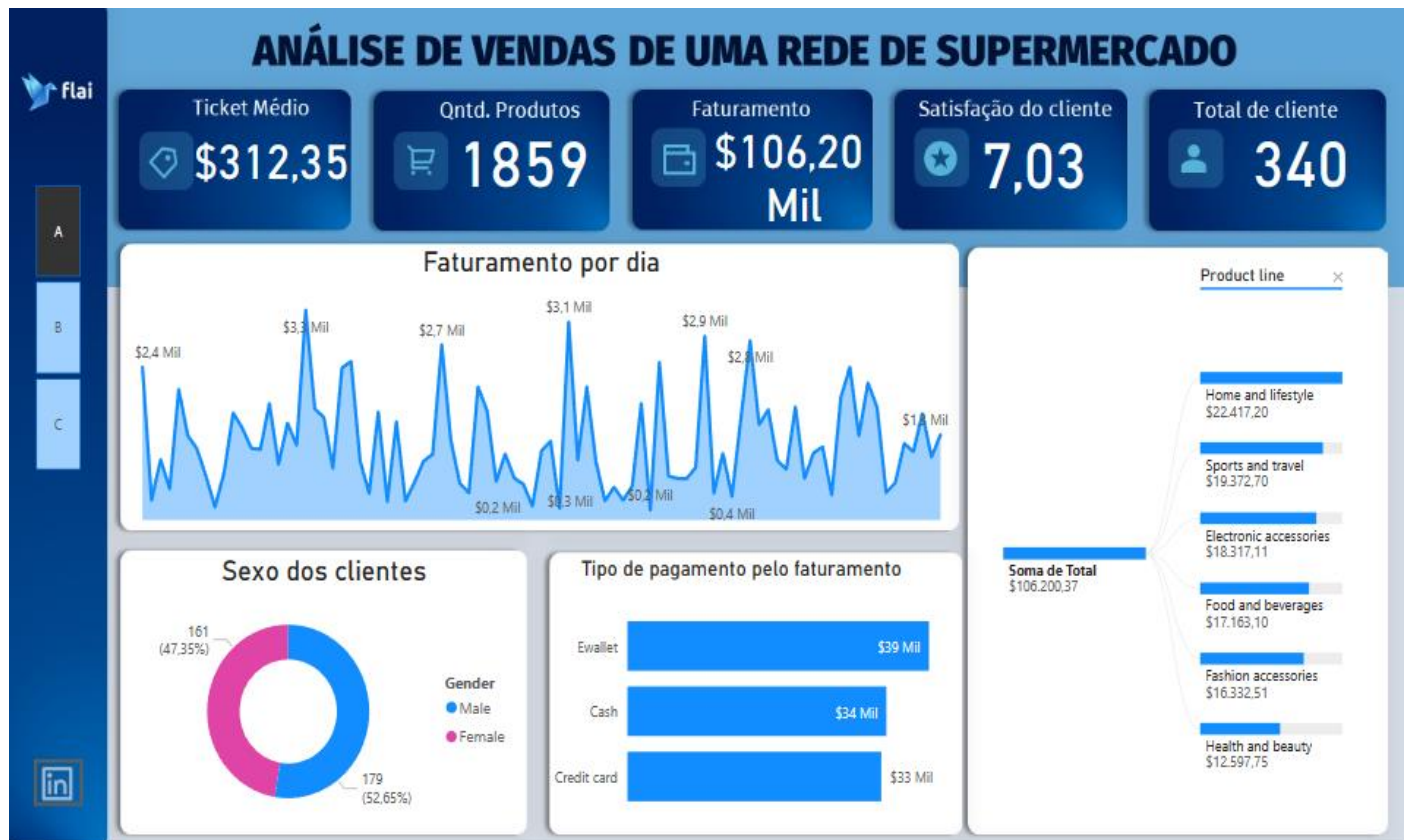 ANÁLISE DE VENDAS DE UMA REDE DE SUPERMERCADO
flai
Ticket Médio
$312,35
Qntd. Produtos
1859
Faturamento
$106,20
Mil
Satisfação do cliente
7,03
Total de cliente
340
A
B
C
Faturamento por dia
$2,4 Mil
$3,3 Mil
$2,7 Mil
$3,1 Mil
$2,9 Mil
$2,8 Mil
$0,2 Mil
$0,3 Mil
$0,2 Mil
$0,4 Mil
$1,3 Mil
Sexo dos clientes
161
(47,35%)
179
(52,65%)
Gender
Male
Female
Tipo de pagamento pelo faturamento
Ewallet
$39 Mil
Cash
$34 Mil
Credit card
$33 Mil
Product line
Soma de Total
$106.200,37
Home and lifestyle
$22.417,20
Sports and travel
$19.372,70
Electronic accessories
$18.317,11
Food and beverages
$17.163,10
Fashion accessories
$16.332,51
Health and beauty
$12.597,75
in